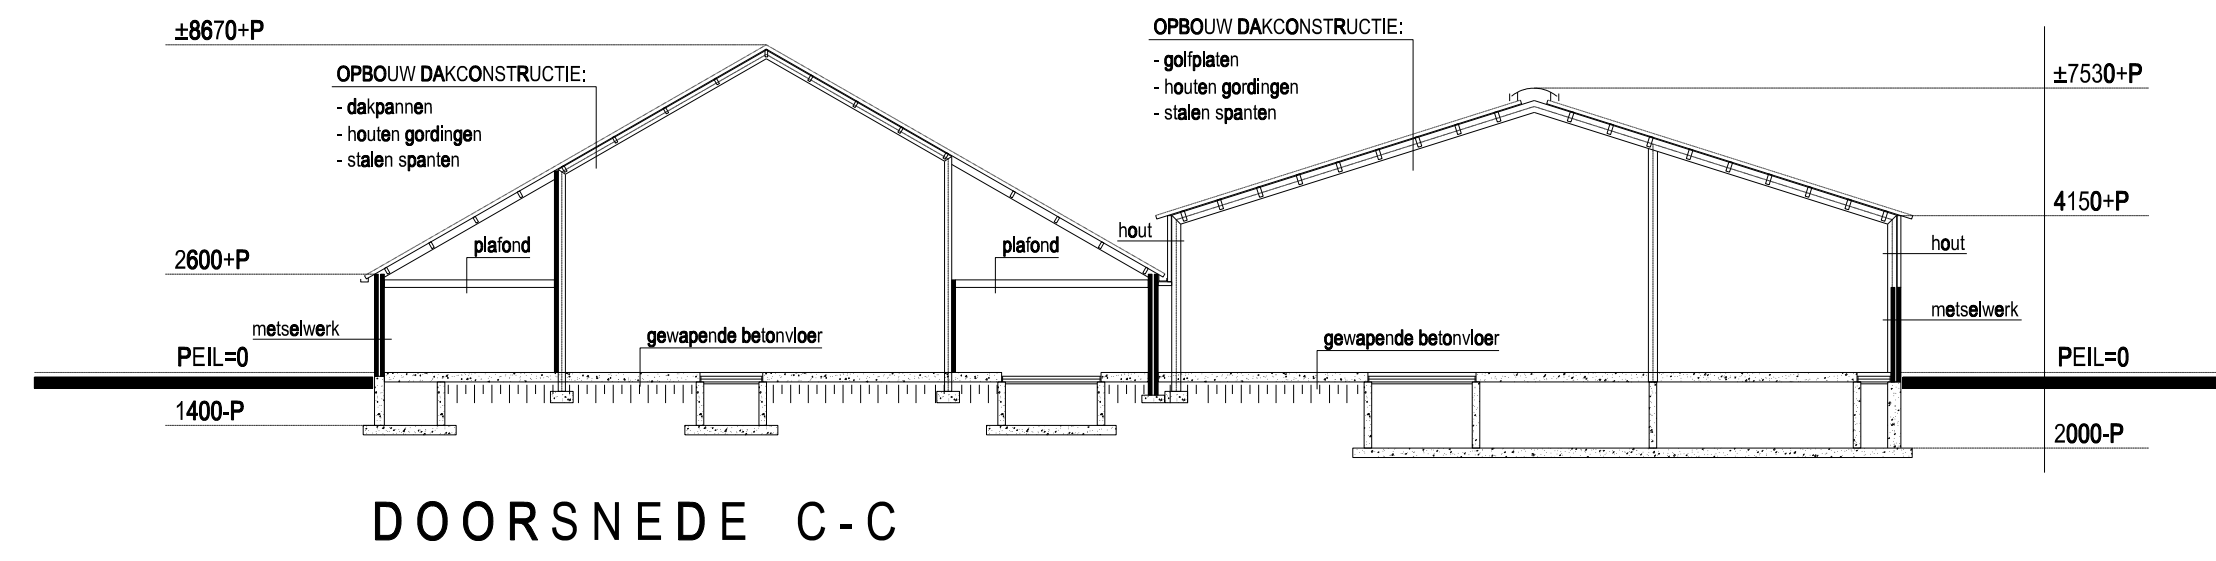 ±8670+P
OPBOUW DAKCONSTRUCTIE:
- dakpannen
- houten gordingen
- stalen spanten
2600+P
plafond
plafond
metselwerk
gewapende betonvloer
PEIL=0
1400-P
OPBOUW DAKCONSTRUCTIE:
- golfplaten
- houten gordingen
- stalen spanten
±7530+P
4150+P
hout
hout
metselwerk
gewapende betonvloer
PEIL=0
2000-P
DOORSNEDE C-C